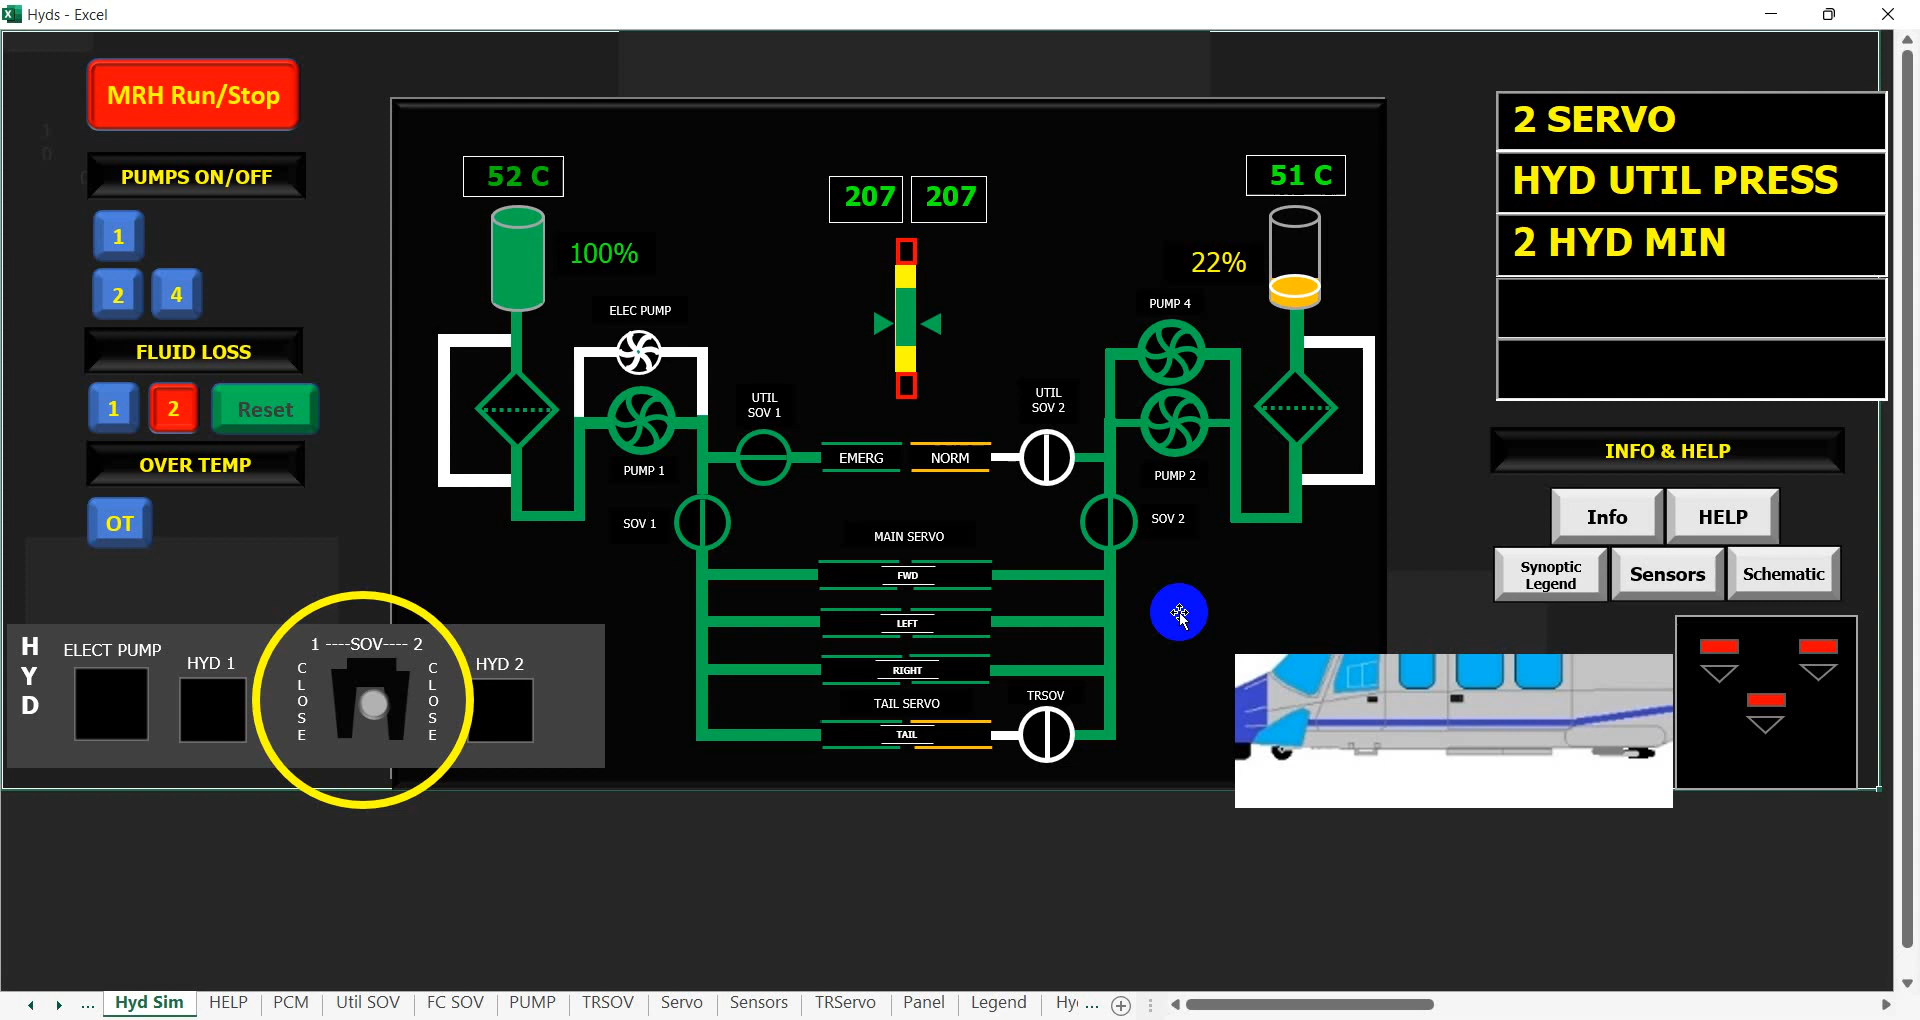 Hyds - Excel
MRH Run/Stop
PUMPS ON/OFF
1
2 4
FLUID LOSS
1 2 Reset
OVER TEMP
OT
52 C
100%
207 207
51 C
22%
ELEC PUMP
PUMP 1
UTIL
SOV 1
SOV 1
EMERG NORM
UTIL
SOV 2
PUMP 4
PUMP 2
SOV 2
MAIN SERVO
FWD
LEFT
RIGHT
TAIL SERVO
TAIL
TRSOV
2 SERVO
HYD UTIL PRESS
2 HYD MIN
INFO & HELP
Info HELP
Synoptic
Legend
Sensors
Schematic
HYD
ELECT PUMP
HYD 1
1 ----SOV---- 2
CLOSE
CLOSE
HYD 2
... Hyd Sim HELP PCM Util SOV FC SOV PUMP TRSOV Servo Sensors TRServo Panel Legend Hy ...